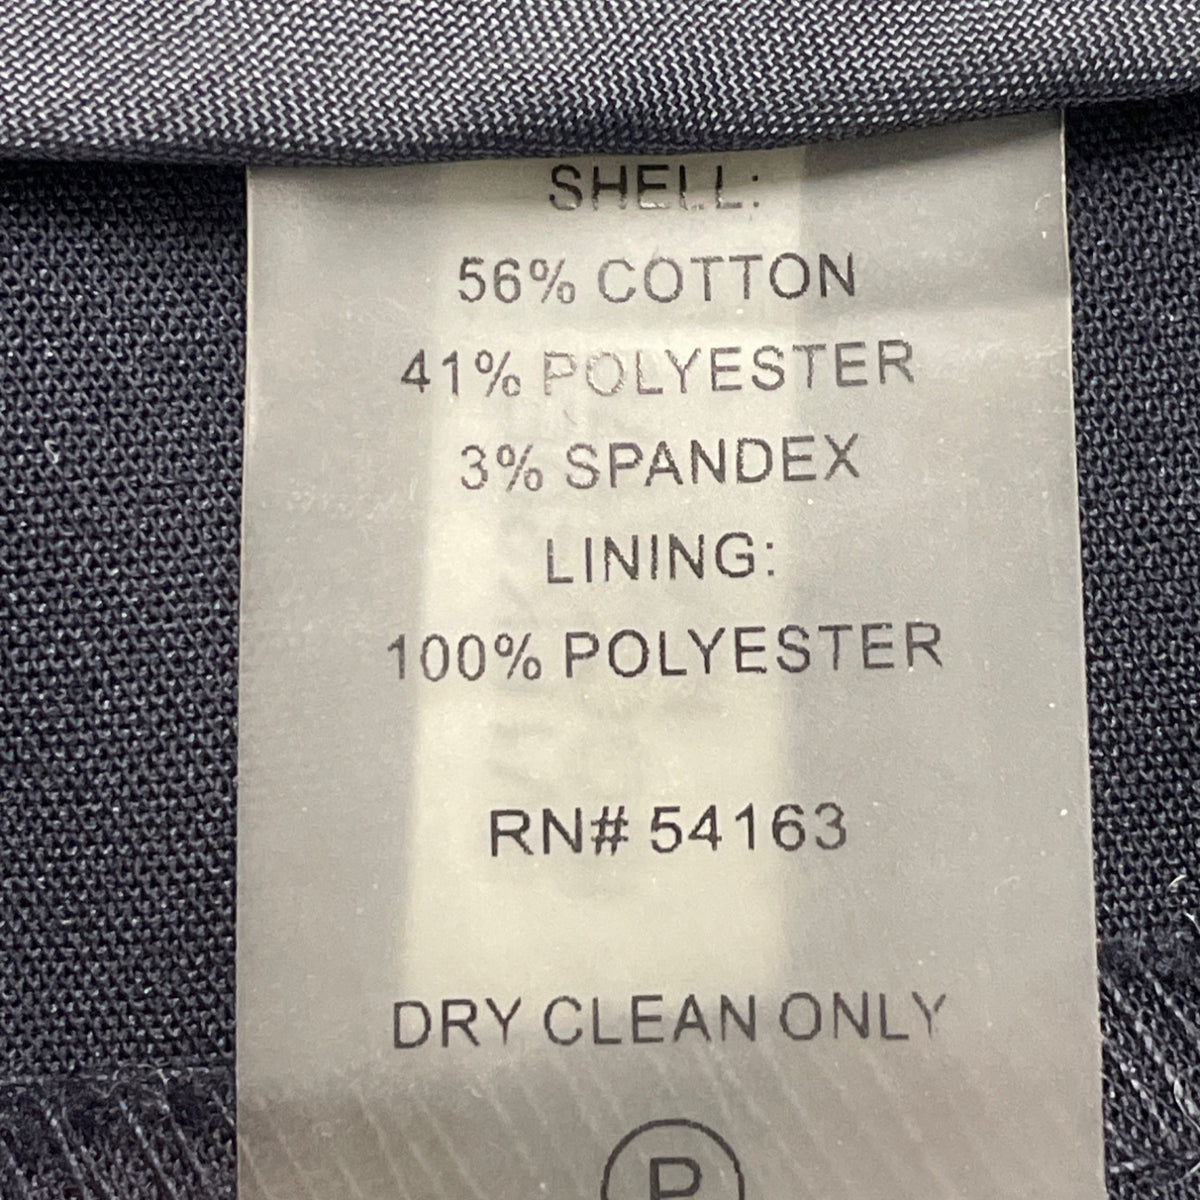 SHELL:
56% COTTON
41% POLYESTER
3% SPANDEX
LINING:
100% POLYESTER
RN# 54163
DRY CLEAN ONLY
P